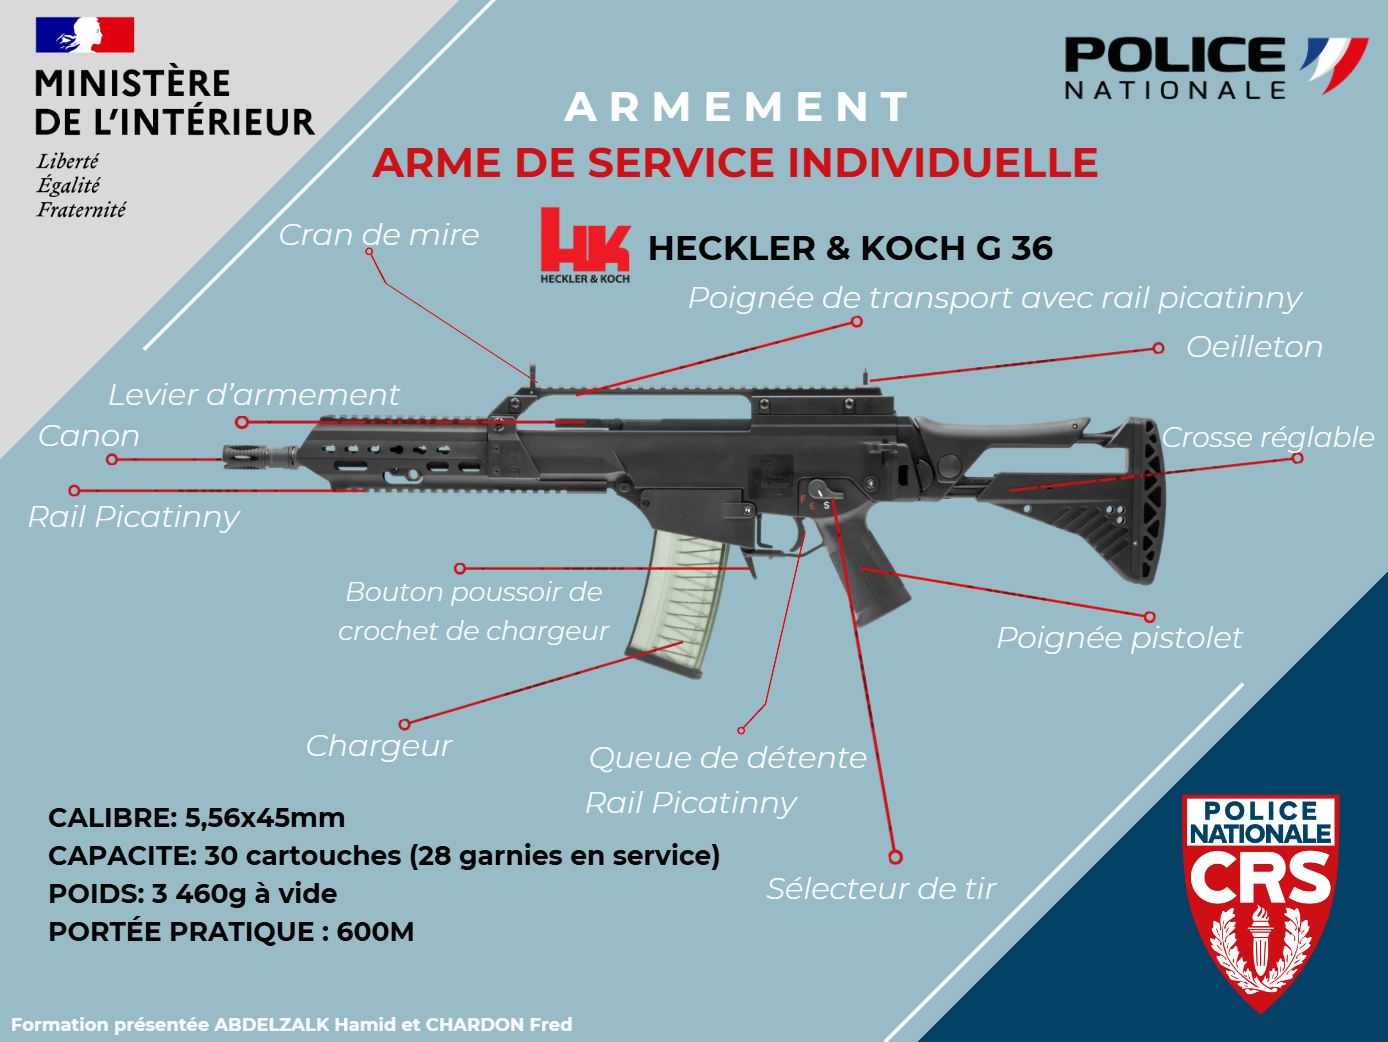 MINISTÈRE
DE L'INTÉRIEUR
Liberté
Égalité
Fraternité
POLICE
NATIONALE
ARMEMENT
ARME DE SERVICE INDIVIDUELLE
HK
HECKLER & KOCH
HECKLER & KOCH G 36
Cran de mire
Poignée de transport avec rail picatinny
Oeilleton
Levier d'armement
Canon
Crosse réglable
Rail Picatinny
F
E S
Bouton poussoir de
crochet de chargeur
Poignée pistolet
Chargeur
Queue de détente
Rail Picatinny
Sélecteur de tir
CALIBRE: 5,56x45mm
CAPACITE: 30 cartouches (28 garnies en service)
POIDS: 3 460g à vide
PORTÉE PRATIQUE : 600M
POLICE
NATIONALE
CRS
Formation présentée ABDELZALK Hamid et CHARDON Fred